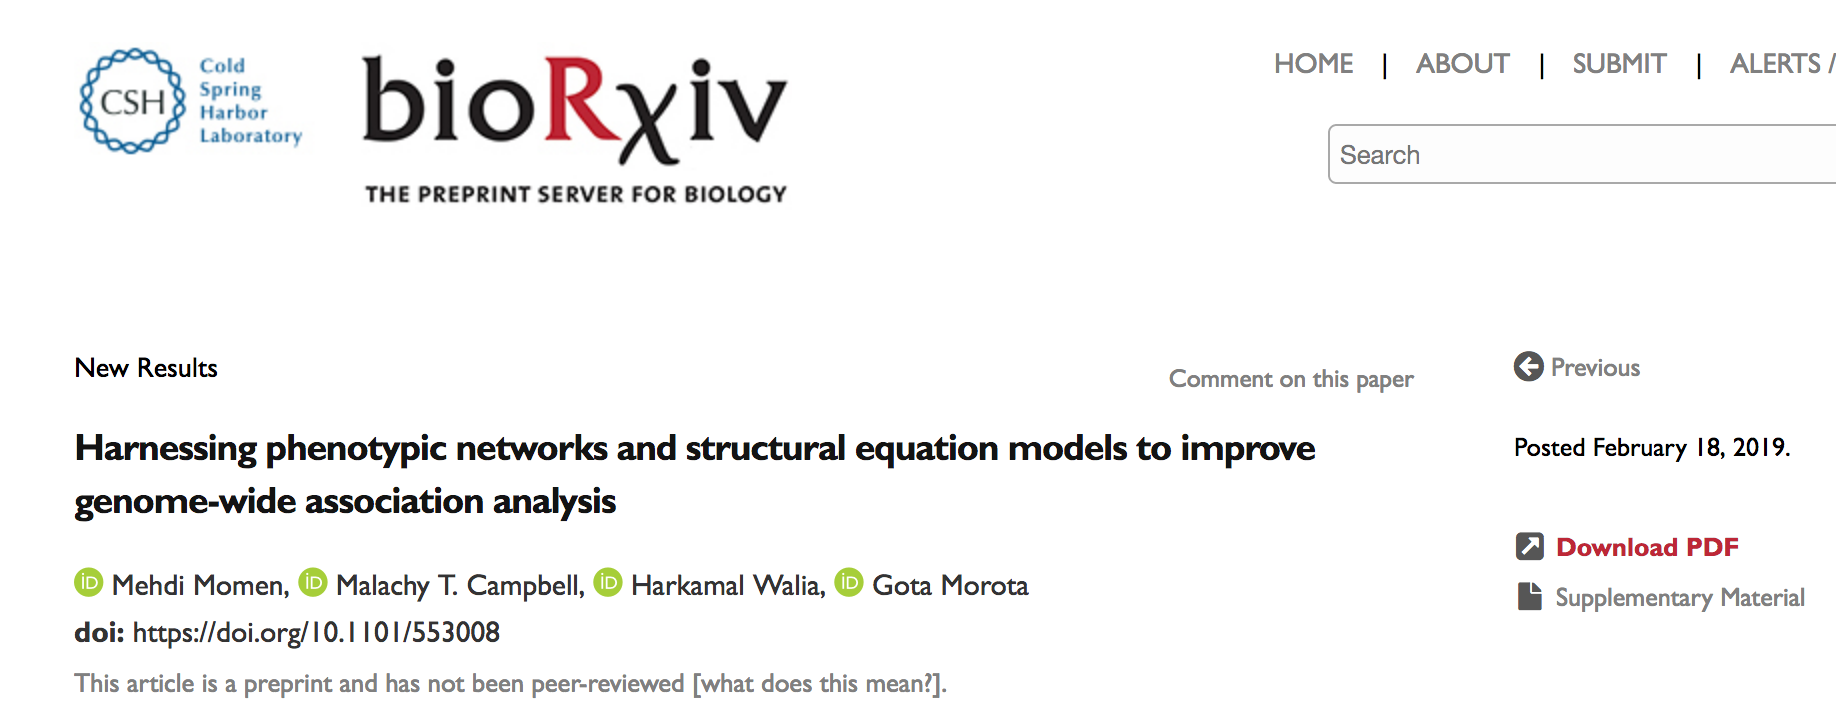 CSH
Cold
Spring
Harbor
Laboratory
bioRχiv
THE PREPRINT SERVER FOR BIOLOGY
HOME | ABOUT | SUBMIT | ALERTS /
Search
New Results
Comment on this paper
Previous
Harnessing phenotypic networks and structural equation models to improve
genome-wide association analysis
Posted February 18, 2019.
Download PDF
Supplementary Material
iD Mehdi Momen, iD Malachy T. Campbell, iD Harkamal Walia, iD Gota Morota
doi: https://doi.org/10.1101/553008
This article is a preprint and has not been peer-reviewed [what does this mean?].